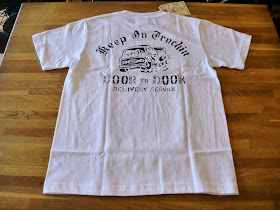 Keep On Truckin
DOOR TO DOOR
DELIVERY SERVICE